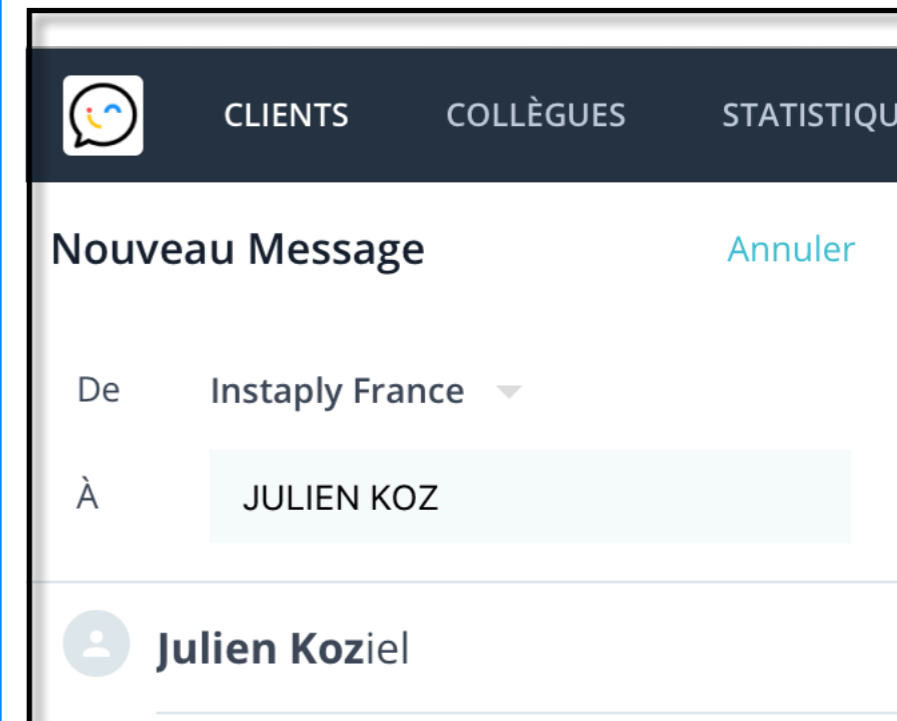 CLIENTS COLLÈGUES STATISTIQU
Nouveau Message Annuler
De Instaply France
À JULIEN KOZ
Julien Koziel